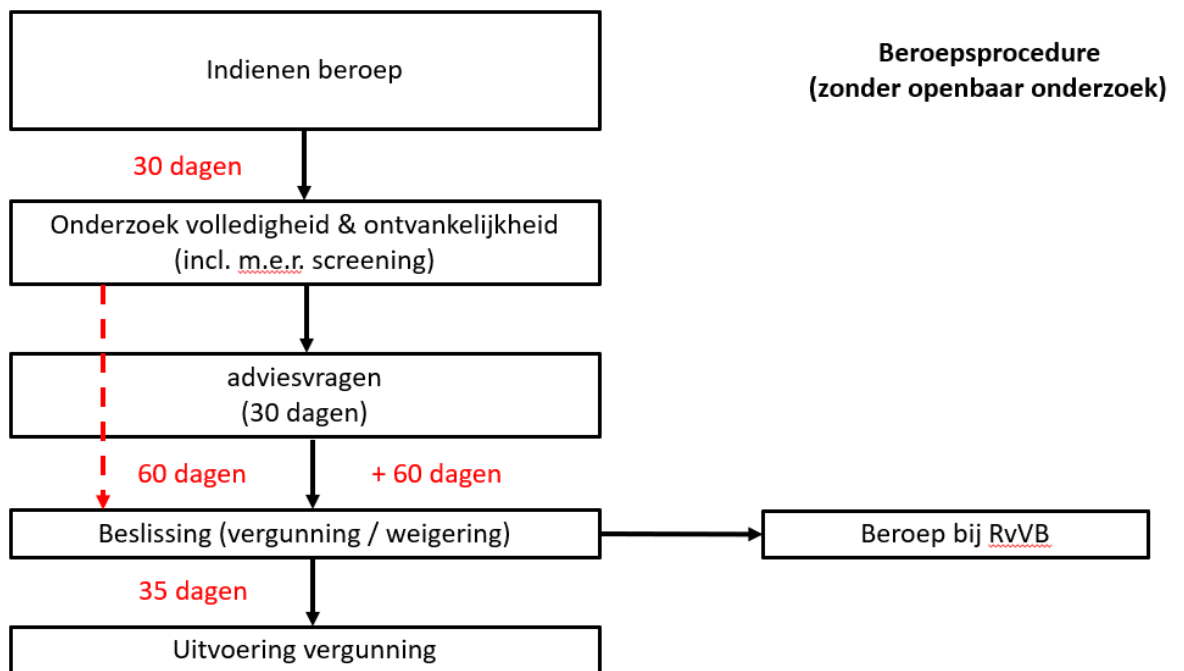 Indienen beroep
Beroepsprocedure
(zonder openbaar onderzoek)
30 dagen
Onderzoek volledigheid & ontvankelijkheid
(incl. m.e.r. screening)
adviesvragen
(30 dagen)
60 dagen
+ 60 dagen
Beslissing (vergunning / weigering)
Beroep bij RvVB
35 dagen
Uitvoering vergunning